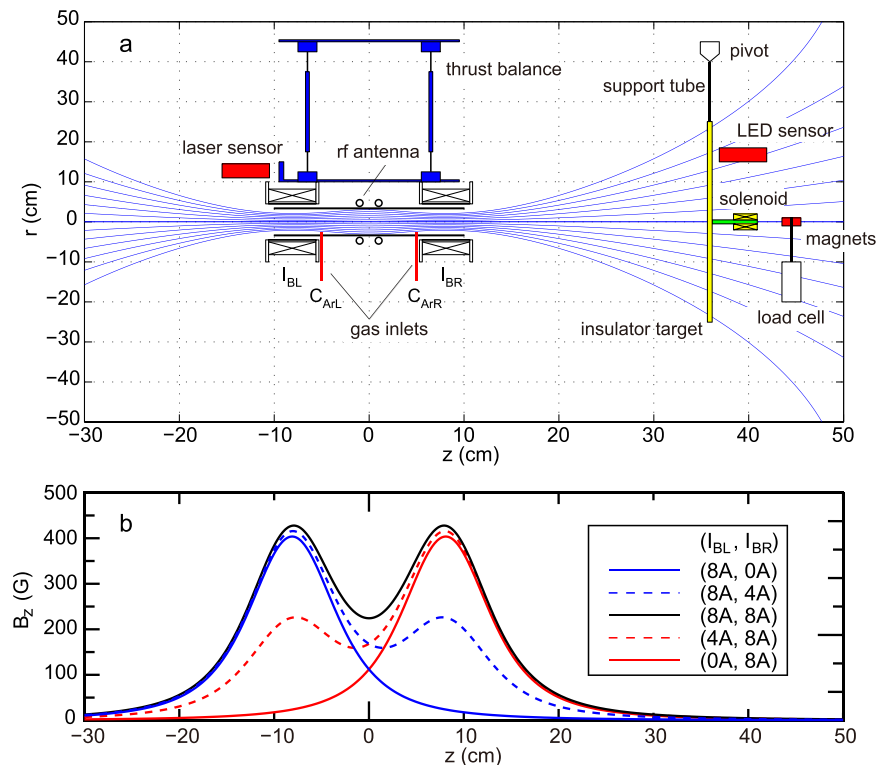 a
pivot
thrust balance
support tube
laser sensor
rf antenna
LED sensor
solenoid
magnets
I_BL
I_BR
C_ArL
C_ArR
gas inlets
insulator target
load cell
r (cm)
50
40
30
20
10
0
−10
−20
−30
−40
−50
−30 −20 −10 0 10 20 30 40 50
z (cm)
b
B_z (G)
500
400
300
200
100
0
(I_BL , I_BR)
(8A, 0A)
(8A, 4A)
(8A, 8A)
(4A, 8A)
(0A, 8A)
−30 −20 −10 0 10 20 30 40 50
z (cm)